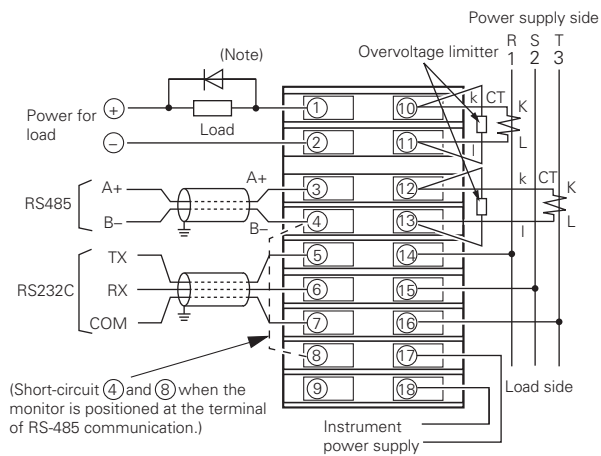 Power supply side
R S T
1 2 3
(Note)
Overvoltage limitter
Power for
load
+
−
Load
k CT K
L
l
k CT K
L
l
RS485
A+
B−
A+
B−
RS232C
TX
RX
COM
1 10
2 11
3 12
4 13
5 14
6 15
7 16
8 17
9 18
(Short-circuit 4 and 8 when the
monitor is positioned at the terminal
of RS-485 communication.)
Load side
Instrument
power supply